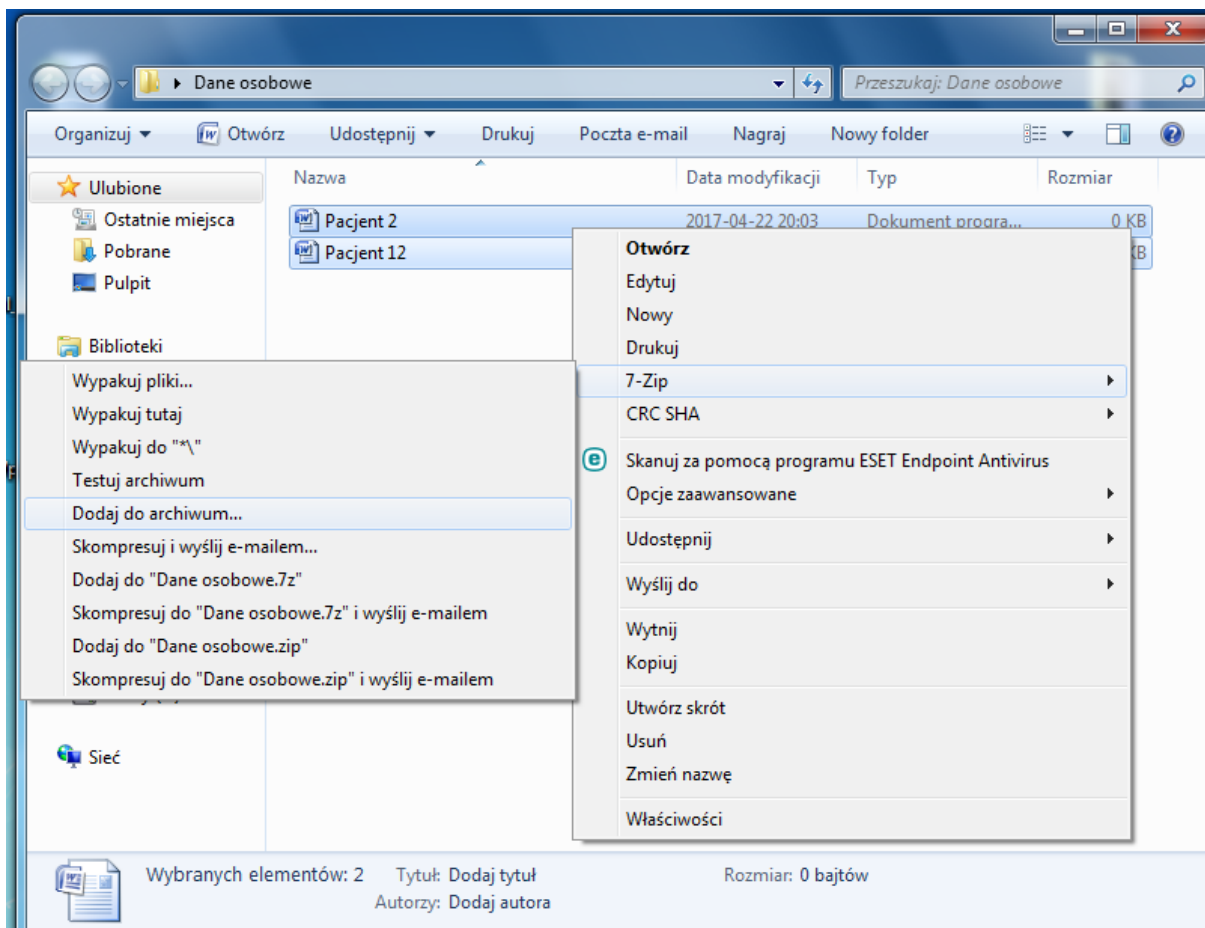 Dane osobowe
Przeszukaj: Dane osobowe
Organizuj Otwórz Udostępnij Drukuj Poczta e-mail Nagraj Nowy folder
Nazwa Data modyfikacji Typ Rozmiar
Ulubione
Ostatnie miejsca
Pobrane
Pulpit
Biblioteki
Sieć
Pacjent 2 2017-04-22 20:03 Dokument progra... 0 KB
Pacjent 12 KB
Otwórz
Edytuj
Nowy
Drukuj
7-Zip
CRC SHA
Skanuj za pomocą programu ESET Endpoint Antivirus
Opcje zaawansowane
Udostępnij
Wyślij do
Wytnij
Kopiuj
Utwórz skrót
Usuń
Zmień nazwę
Właściwości
Wypakuj pliki...
Wypakuj tutaj
Wypakuj do "*\"
Testuj archiwum
Dodaj do archiwum...
Skompresuj i wyślij e-mailem...
Dodaj do "Dane osobowe.7z"
Skompresuj do "Dane osobowe.7z" i wyślij e-mailem
Dodaj do "Dane osobowe.zip"
Skompresuj do "Dane osobowe.zip" i wyślij e-mailem
Wybranych elementów: 2 Tytuł: Dodaj tytuł Rozmiar: 0 bajtów
Autorzy: Dodaj autora